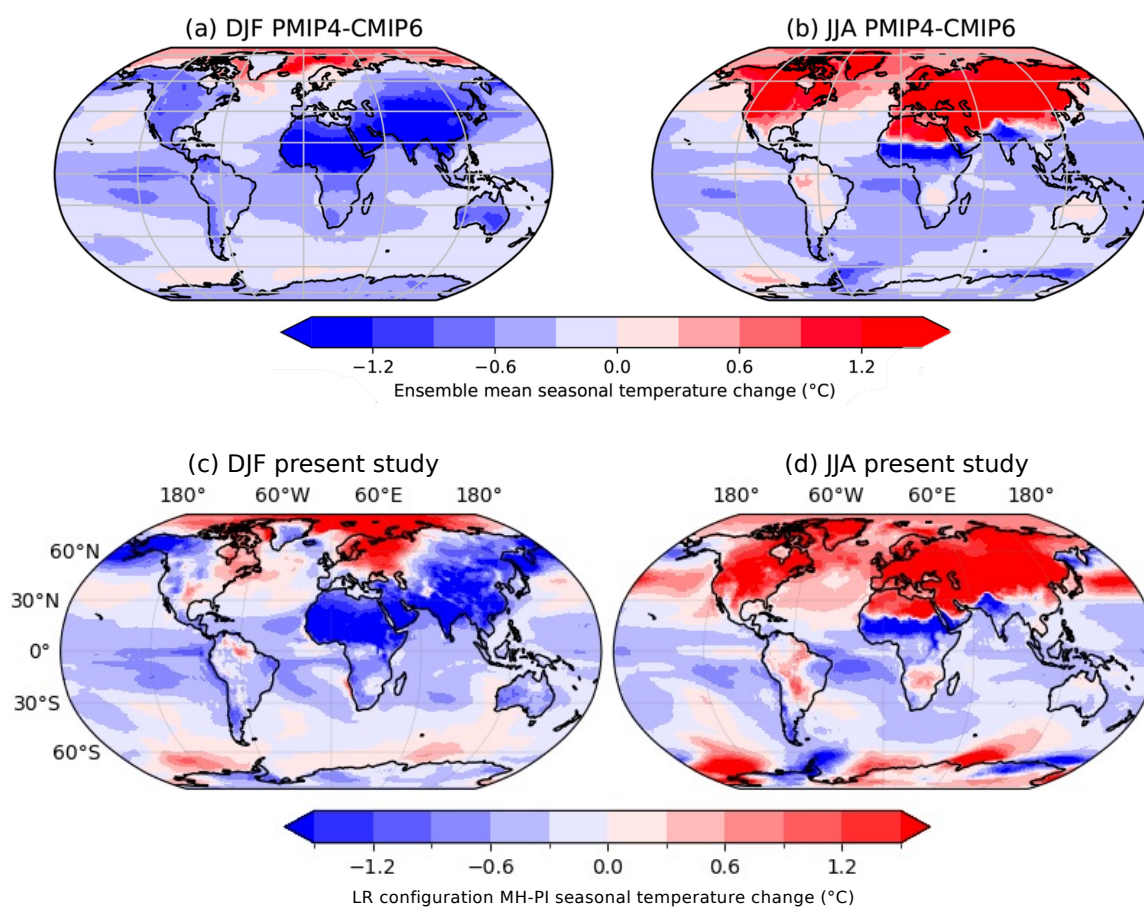 (a) DJF PMIP4-CMIP6
(b) JJA PMIP4-CMIP6
−1.2 −0.6 0.0 0.6 1.2
Ensemble mean seasonal temperature change (°C)
(c) DJF present study
(d) JJA present study
180° 60°W 60°E 180°
180° 60°W 60°E 180°
60°N
30°N
0°
30°S
60°S
−1.2 −0.6 0.0 0.6 1.2
LR configuration MH-PI seasonal temperature change (°C)